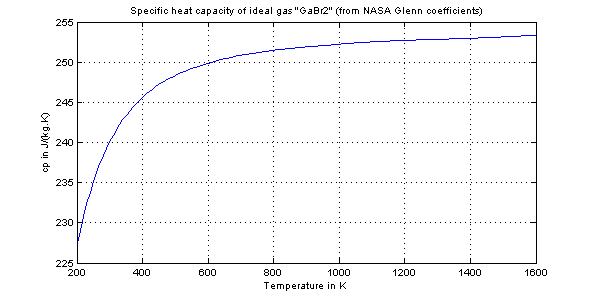 Specific heat capacity of ideal gas "GaBr2" (from NASA Glenn coefficients)
255
250
245
240
235
230
225
cp in J/(kg.K)
200 400 600 800 1000 1200 1400 1600
Temperature in K